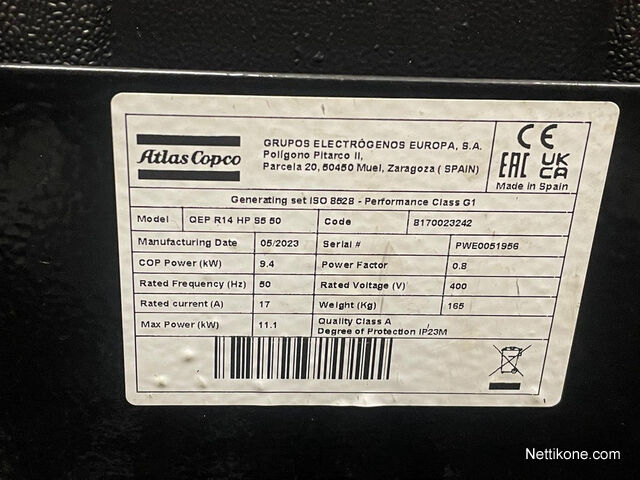 Atlas Copco
GRUPOS ELECTRÓGENOS EUROPA, S.A.
Polígono Pitarco II,
Parcela 20, 50450 Muel, Zaragoza ( SPAIN)
CE
EAC UK CA
Made in Spain
Generating set ISO 8528 - Performance Class G1
Model QEP R14 HP S5 50 Code 8170023242
Manufacturing Date 05/2023 Serial # PWE0051956
COP Power (kW) 9.4 Power Factor 0.8
Rated Frequency (Hz) 50 Rated Voltage (V) 400
Rated current (A) 17 Weight (Kg) 165
Max Power (kW) 11.1 Quality Class A
Degree of Protection IP23M
Nettikone.com